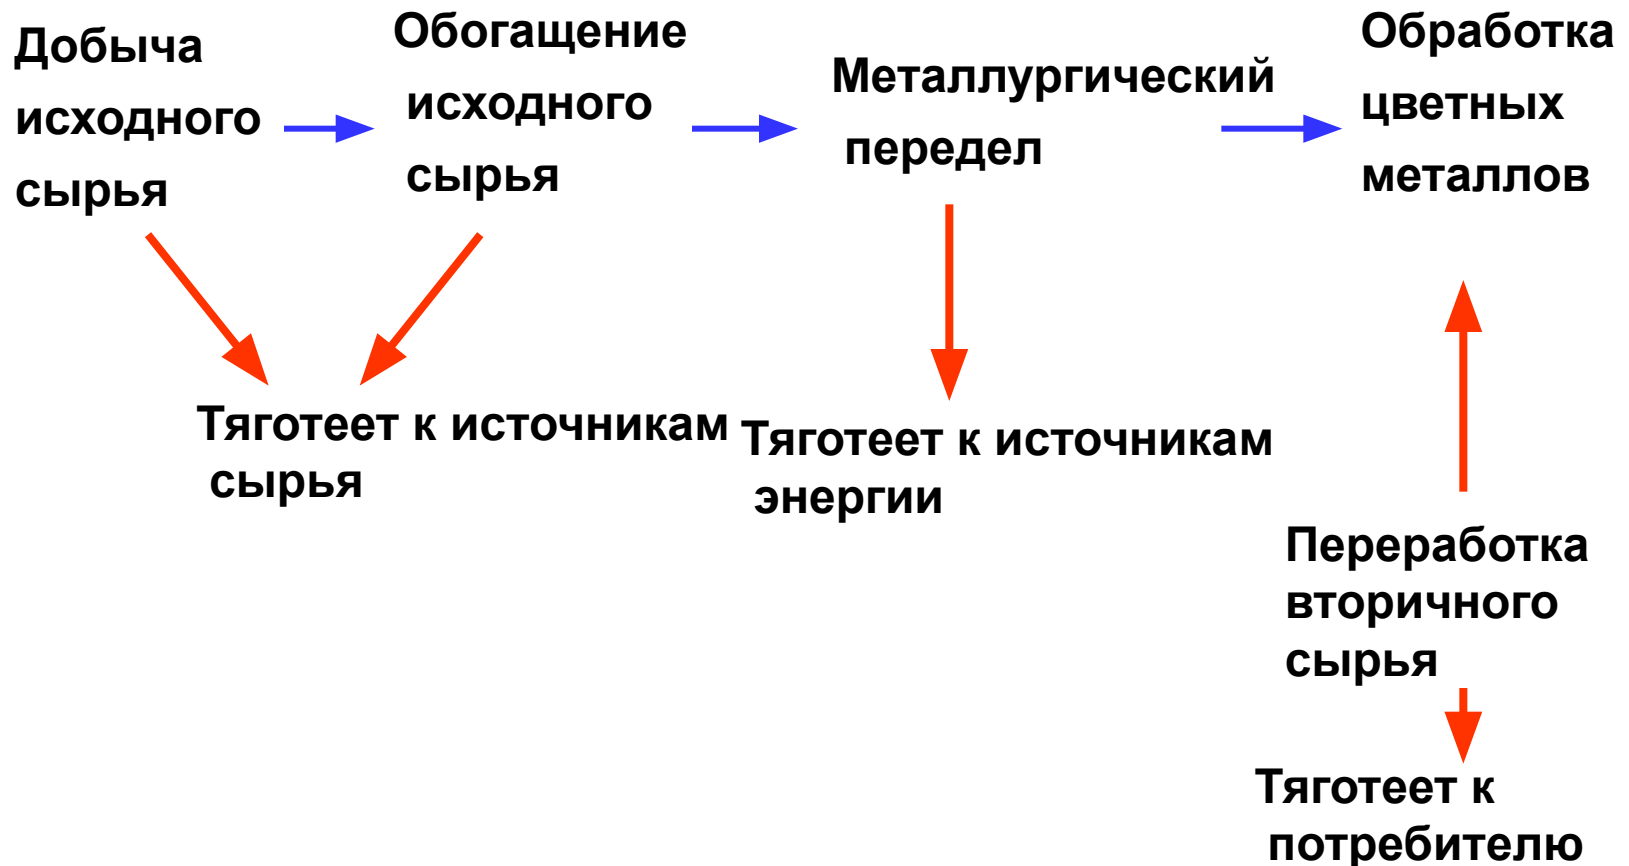 Добыча
исходного
сырья
Обогащение
исходного
сырья
Металлургический
передел
Обработка
цветных
металлов
Тяготеет к источникам
сырья
Тяготеет к источникам
энергии
Переработка
вторичного
сырья
Тяготеет к
потребителю